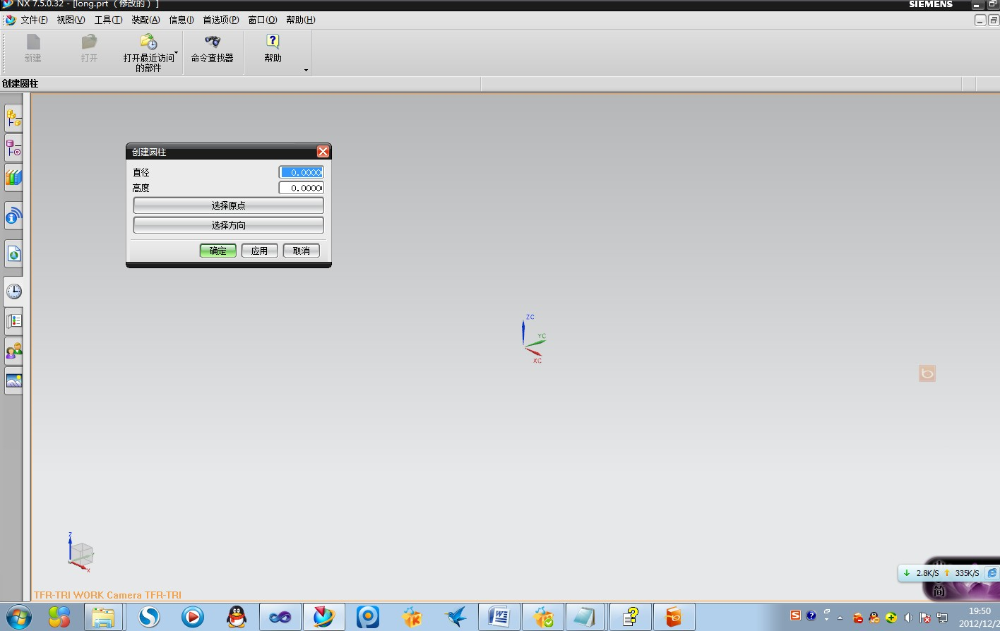 NX 7.5.0.32 - [long.prt （修改的） ]
SIEMENS
文件(F) 视图(V) 工具(T) 装配(A) 信息(I) 首选项(P) 窗口(O) 帮助(H)
新建
打开
打开最近访问
的部件
命令查找器
帮助
创建圆柱
创建圆柱
直径 0.0000
高度 0.0000
选择原点
选择方向
确定 应用 取消
ZC
YC
XC
Z
X
TFR-TRI WORK Camera TFR-TRI
2.8K/S 335K/S
简
19:50
2012/12/2